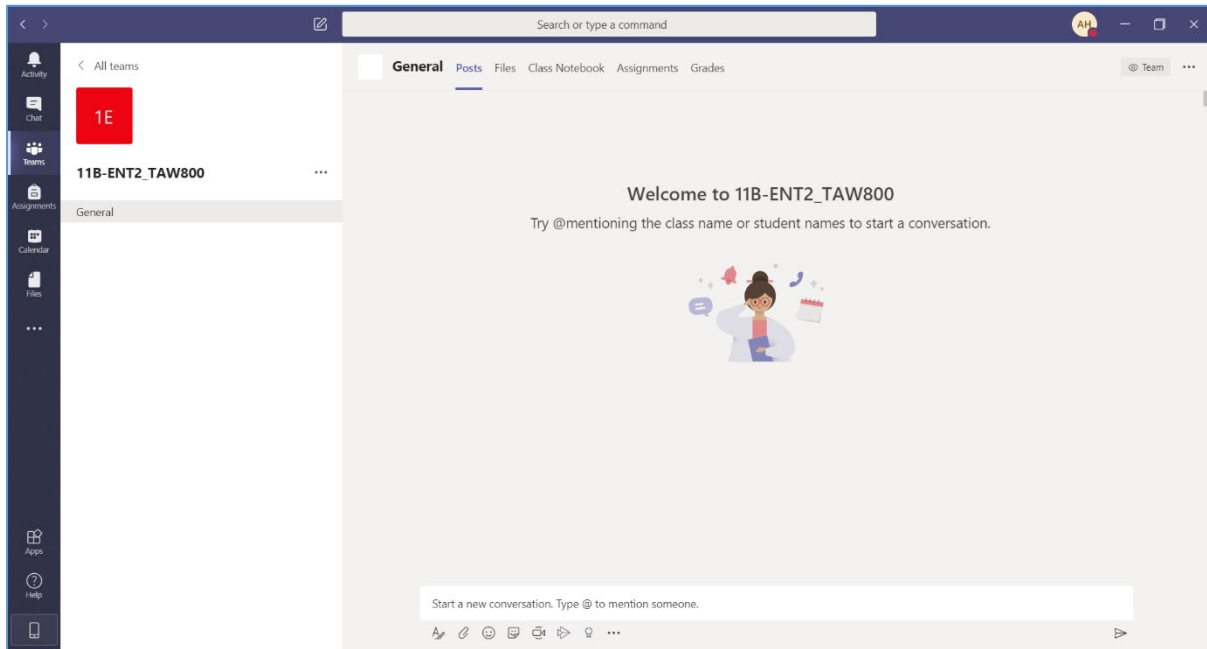 Search or type a command
AH
Activity
Chat
Teams
Assignments
Calendar
Files
Apps
Help
All teams
1E
11B-ENT2_TAW800
General
General Posts Files Class Notebook Assignments Grades
Team
Welcome to 11B-ENT2_TAW800
Try @mentioning the class name or student names to start a conversation.
Start a new conversation. Type @ to mention someone.